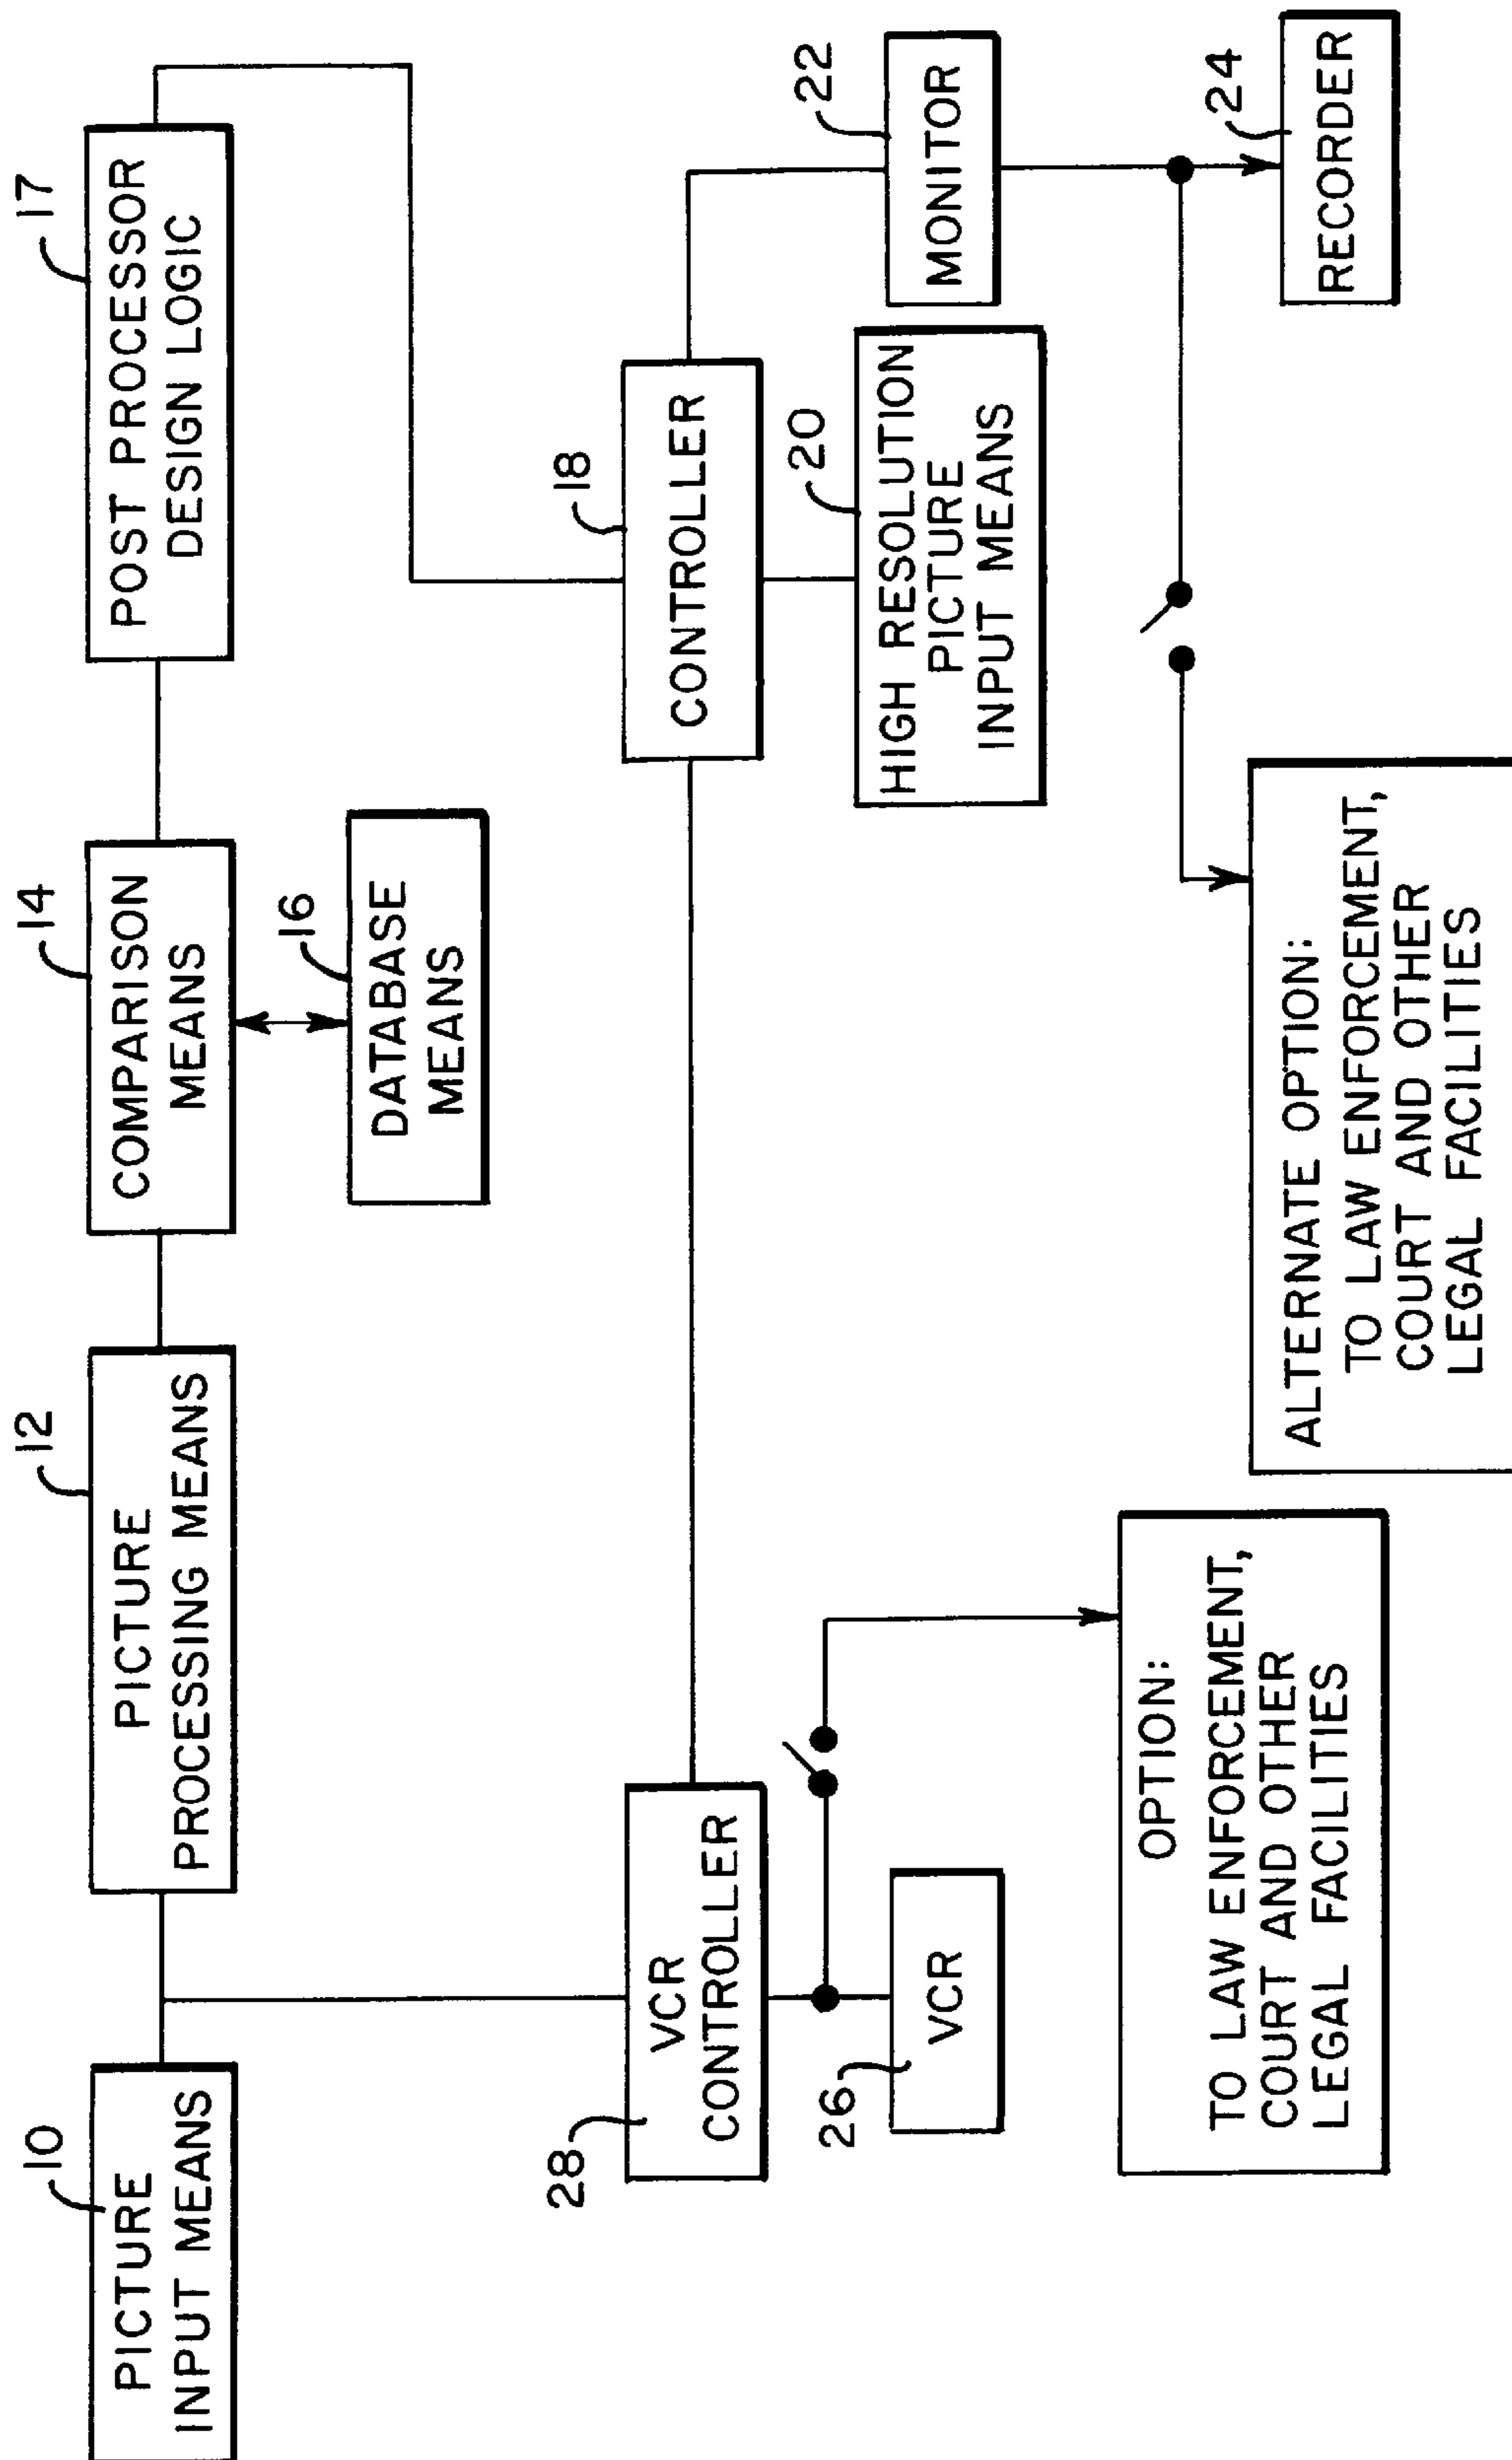 10
PICTURE
INPUT MEANS
12
PICTURE
PROCESSING MEANS
14
COMPARISON
MEANS
16
DATABASE
MEANS
17
POST PROCESSOR
DESIGN LOGIC
18
CONTROLLER
20
HIGH RESOLUTION
PICTURE
INPUT MEANS
22
MONITOR
24
RECORDER
28
VCR
CONTROLLER
26
VCR
OPTION:
TO LAW ENFORCEMENT,
COURT AND OTHER
LEGAL FACILITIES
ALTERNATE OPTION:
TO LAW ENFORCEMENT,
COURT AND OTHER
LEGAL FACILITIES